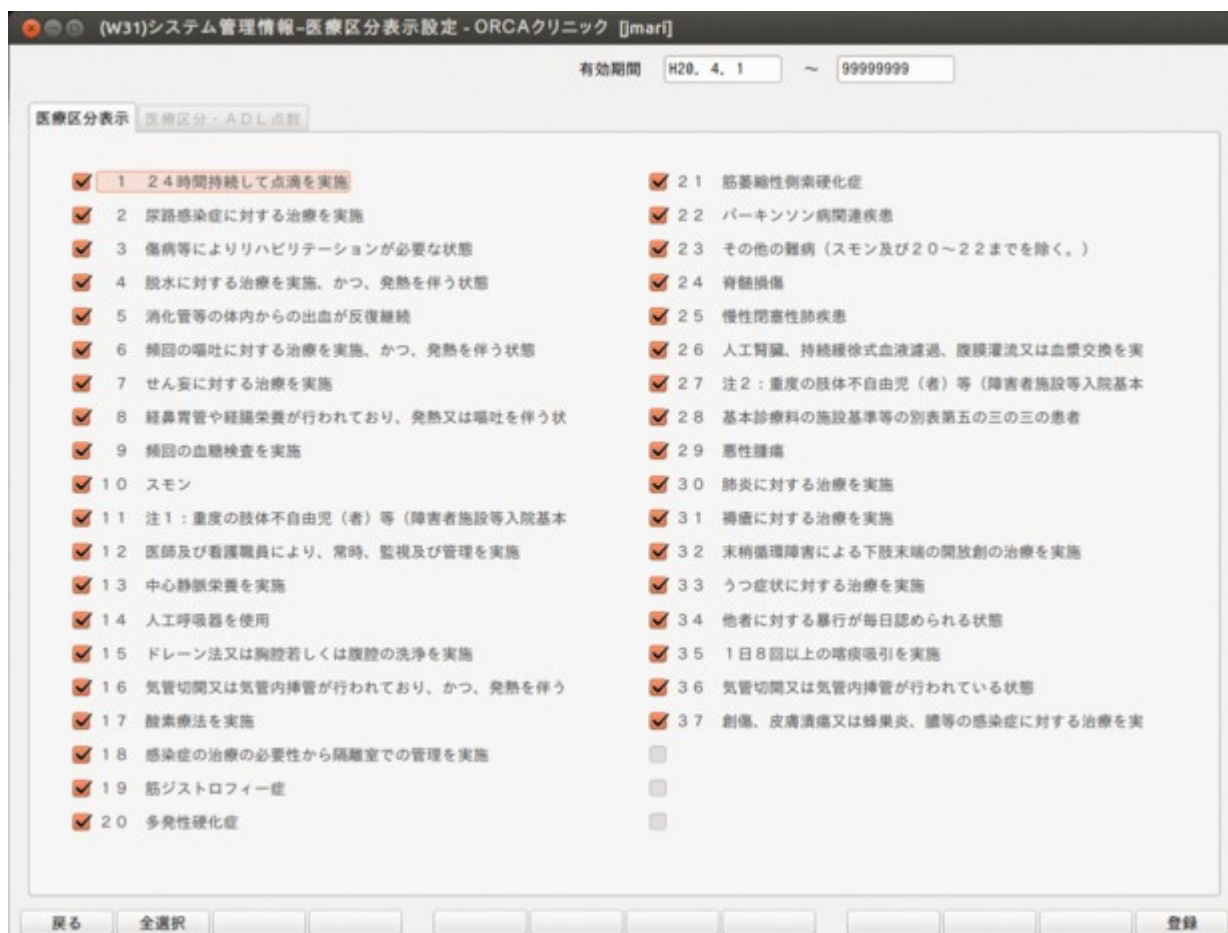 (W31)システム管理情報-医療区分表示設定 - ORCAクリニック [jmari]
有効期間 H20. 4. 1 ～ 99999999
医療区分表示 医療区分・ADL点数
1 24時間持続して点滴を実施
2 尿路感染症に対する治療を実施
3 傷病等によりリハビリテーションが必要な状態
4 脱水に対する治療を実施、かつ、発熱を伴う状態
5 消化管等の体内からの出血が反復継続
6 頻回の嘔吐に対する治療を実施、かつ、発熱を伴う状態
7 せん妄に対する治療を実施
8 経鼻胃管や経腸栄養が行われており、発熱又は嘔吐を伴う状
9 頻回の血糖検査を実施
10 スモン
11 注1：重度の肢体不自由児（者）等（障害者施設等入院基本
12 医師及び看護職員により、常時、監視及び管理を実施
13 中心静脈栄養を実施
14 人工呼吸器を使用
15 ドレーン法又は胸腔若しくは腹腔の洗浄を実施
16 気管切開又は気管内挿管が行われており、かつ、発熱を伴う
17 酸素療法を実施
18 感染症の治療の必要性から隔離室での管理を実施
19 筋ジストロフィー症
20 多発性硬化症
21 筋萎縮性側索硬化症
22 パーキンソン病関連疾患
23 その他の難病（スモン及び20～22までを除く。）
24 脊髄損傷
25 慢性閉塞性肺疾患
26 人工腎臓、持続緩徐式血液濾過、腹膜灌流又は血漿交換を実
27 注2：重度の肢体不自由児（者）等（障害者施設等入院基本
28 基本診療料の施設基準等の別表第五の三の三の患者
29 悪性腫瘍
30 肺炎に対する治療を実施
31 褥瘡に対する治療を実施
32 末梢循環障害による下肢末端の開放創の治療を実施
33 うつ症状に対する治療を実施
34 他者に対する暴行が毎日認められる状態
35 1日8回以上の喀痰吸引を実施
36 気管切開又は気管内挿管が行われている状態
37 創傷、皮膚潰瘍又は蜂巣炎、膿等の感染症に対する治療を実
戻る 全選択 登録